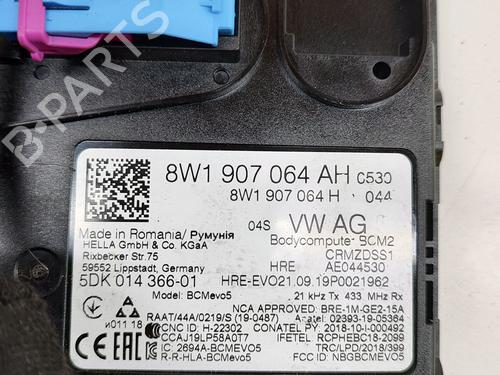 B-PARTS
8W1 907 064 AH C530
8W1 907 064 H 044
Made in Romania/ Румуния 04S VW AG
HELLA GmbH & Co. KGaA Bodycomputer BCM2
Rixbecker Str.75 CRMZDSS1
59552 Lippstadt, Germany HRE AE044530
5DK 014 366-01 HRE-EVO21.09.19P0021962
Model: BCMevo5 21 kHz Tx 433 MHz Rx
NCA APPROVED: BRE-1M-GE2-15A
RAAT/44A/0219/S (19-0487) Anatel: 02393-19-05364
CNC ID: H-22302 CONATEL PY: 2018-10-I-000492
CCAJ19LP58A0T7 IFETEL RCPHEBC18-2099
и011 18 IC: 2694A-BCMEVO5 TRC/LPD/2018/399
R-R-HLA-BCMevo5 FCC ID: NBGBCMEVO5